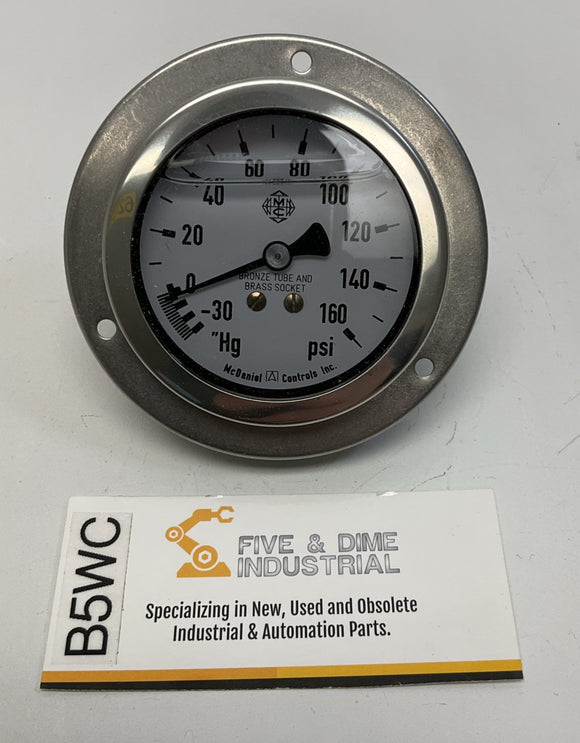 60 80
40 100
MC
20 120
0 140
BRONZE TUBE AND
BRASS SOCKET
-30 160
"Hg psi
McDaniel Controls Inc.
B5WC
FIVE & DIME
INDUSTRIAL
Specializing in New, Used and Obsolete
Industrial & Automation Parts.